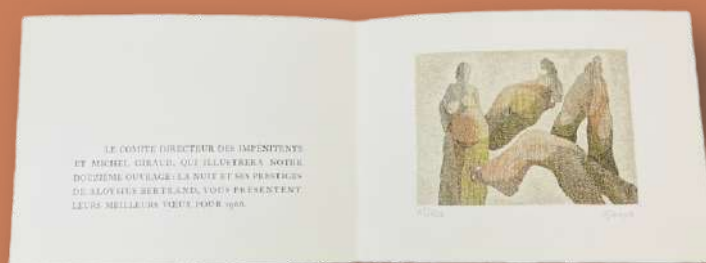 LE COMITÉ DIRECTEUR DES IMPÉNITENTS
ET MICHEL GIRAUD, QUI ILLUSTRERA NOTRE
DOUZIÈME OUVRAGE : LA NUIT ET SES PRESTIGES
DE ALOYSIUS BERTRAND, VOUS PRÉSENTENT
LEURS MEILLEURS VŒUX POUR